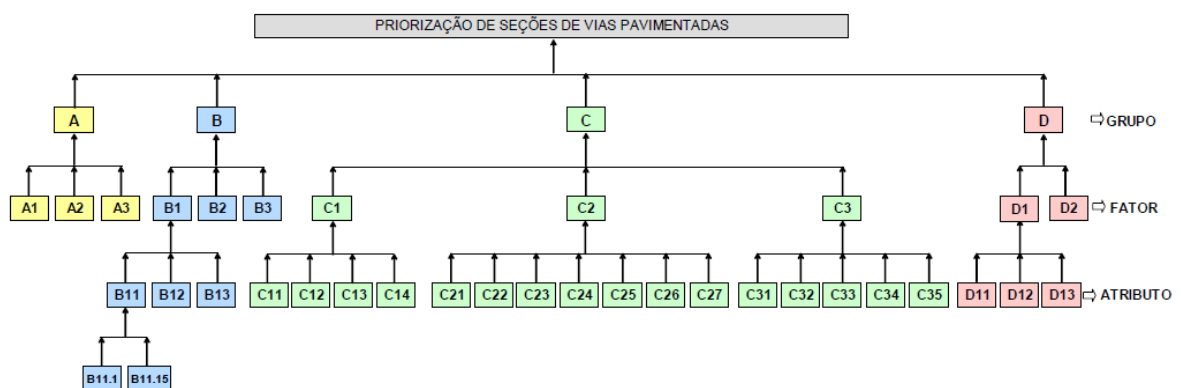 PRIORIZAÇÃO DE SEÇÕES DE VIAS PAVIMENTADAS
A B C D ⇨GRUPO
A1 A2 A3 B1 B2 B3 C1 C2 C3 D1 D2 ⇨FATOR
B11 B12 B13 C11 C12 C13 C14 C21 C22 C23 C24 C25 C26 C27 C31 C32 C33 C34 C35 D11 D12 D13 ⇨ATRIBUTO
B11.1 B11.15